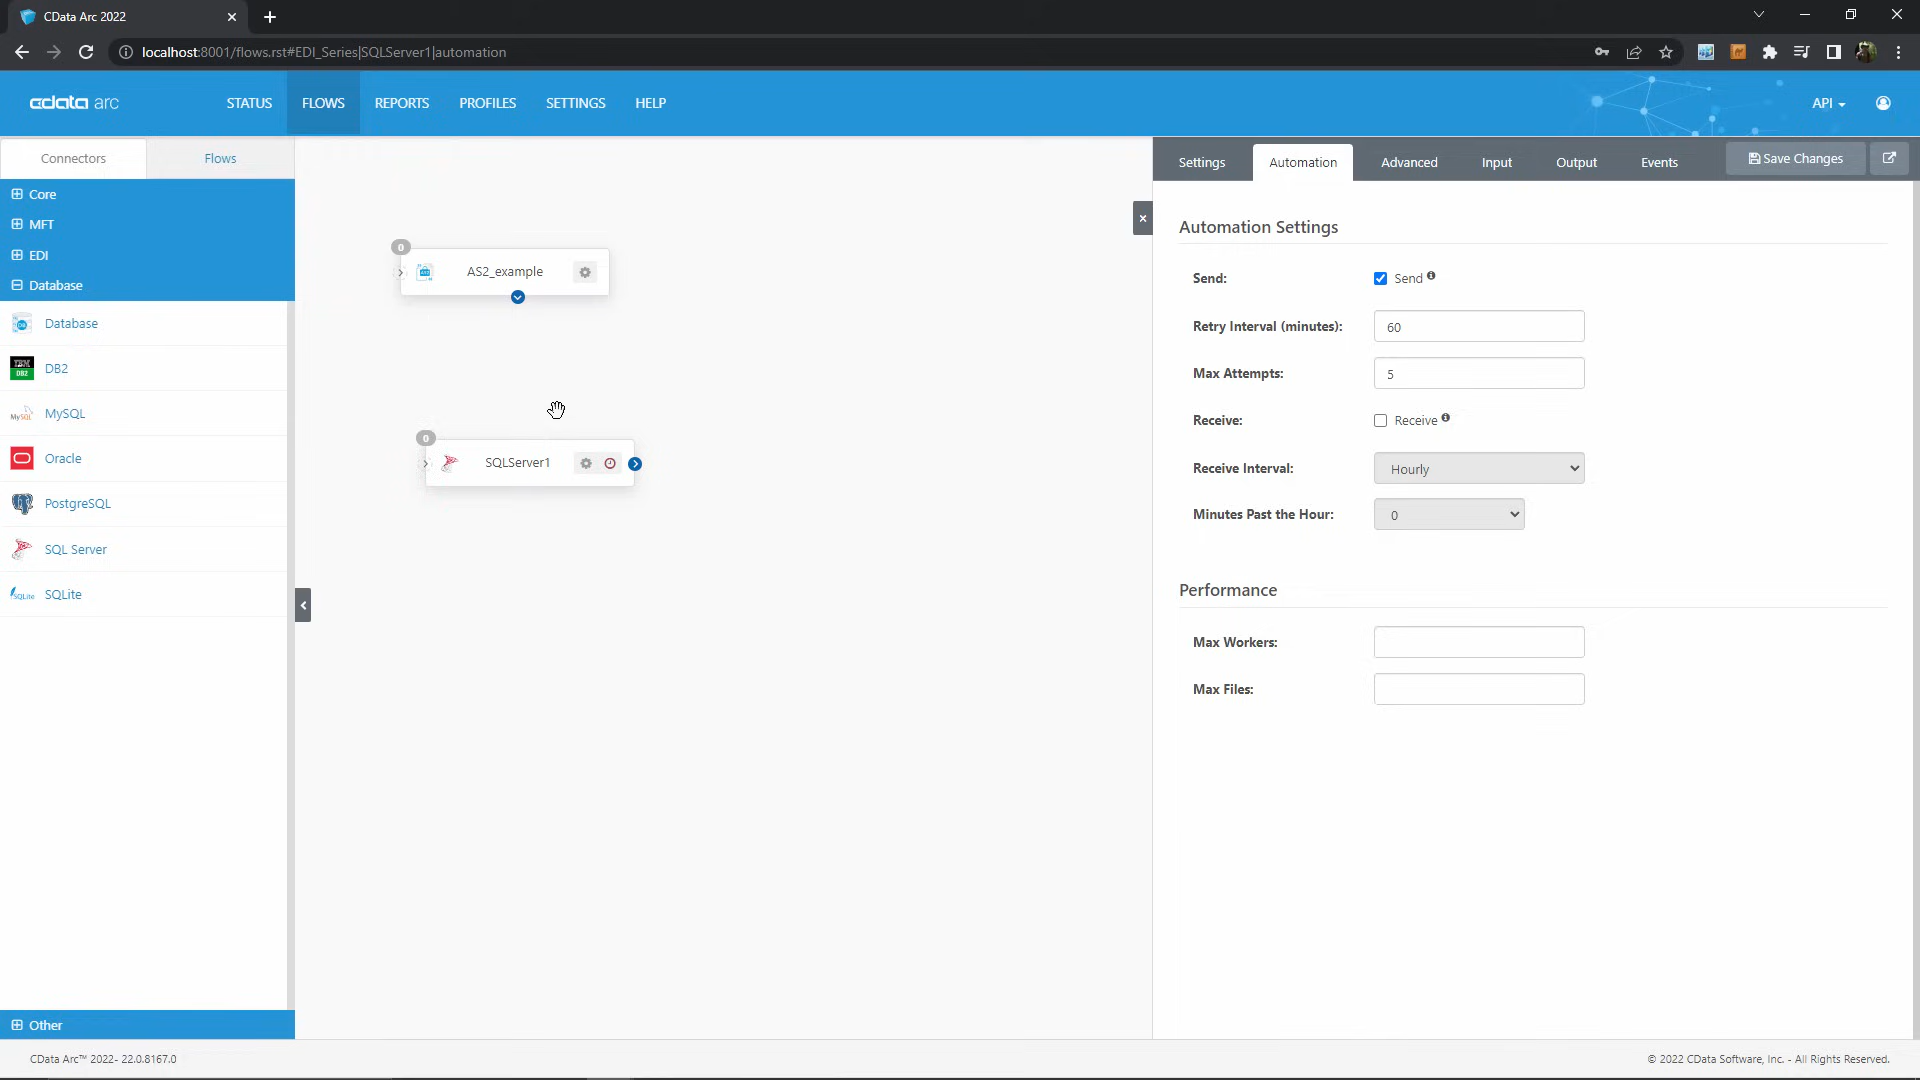 CData Arc 2022
localhost:8001/flows.rst#EDI_Series|SQLServer1|automation
cdata arc
STATUS
FLOWS
REPORTS
PROFILES
SETTINGS
HELP
API
Connectors
Flows
Core
MFT
EDI
Database
Database
DB2
MySQL
Oracle
PostgreSQL
SQL Server
SQLite
Other
0
AS2_example
0
SQLServer1
Settings
Automation
Advanced
Input
Output
Events
Save Changes
Automation Settings
Send:
Send
Retry Interval (minutes):
60
Max Attempts:
5
Receive:
Receive
Receive Interval:
Hourly
Minutes Past the Hour:
0
Performance
Max Workers:
Max Files:
CData Arc™ 2022- 22.0.8167.0
© 2022 CData Software, Inc. - All Rights Reserved.